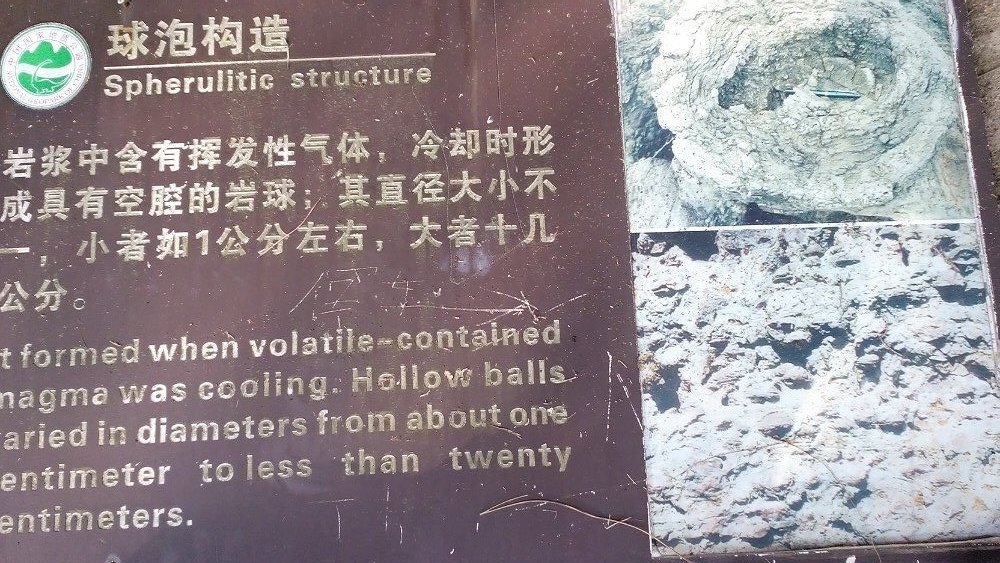 球泡构造
Spherulitic structure
岩浆中含有挥发性气体，冷却时形
成具有空腔的岩球；其直径大小不
一，小者如1公分左右，大者十几
公分。
t formed when volatile-contained
magma was cooling. Hollow balls
aried in diameters from about one
entimeter to less than twenty
entimeters.